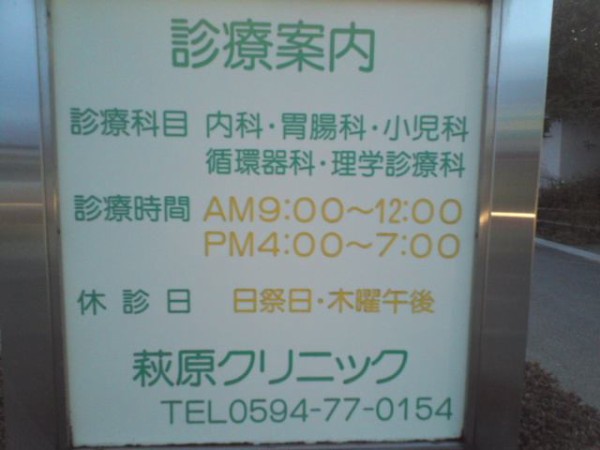 診療案内
診療科目 内科・胃腸科・小児科
循環器科・理学診療科
診療時間 AM9:00〜12:00
PM4:00〜7:00
休診日 日祭日・木曜午後
萩原クリニック
TEL0594-77-0154